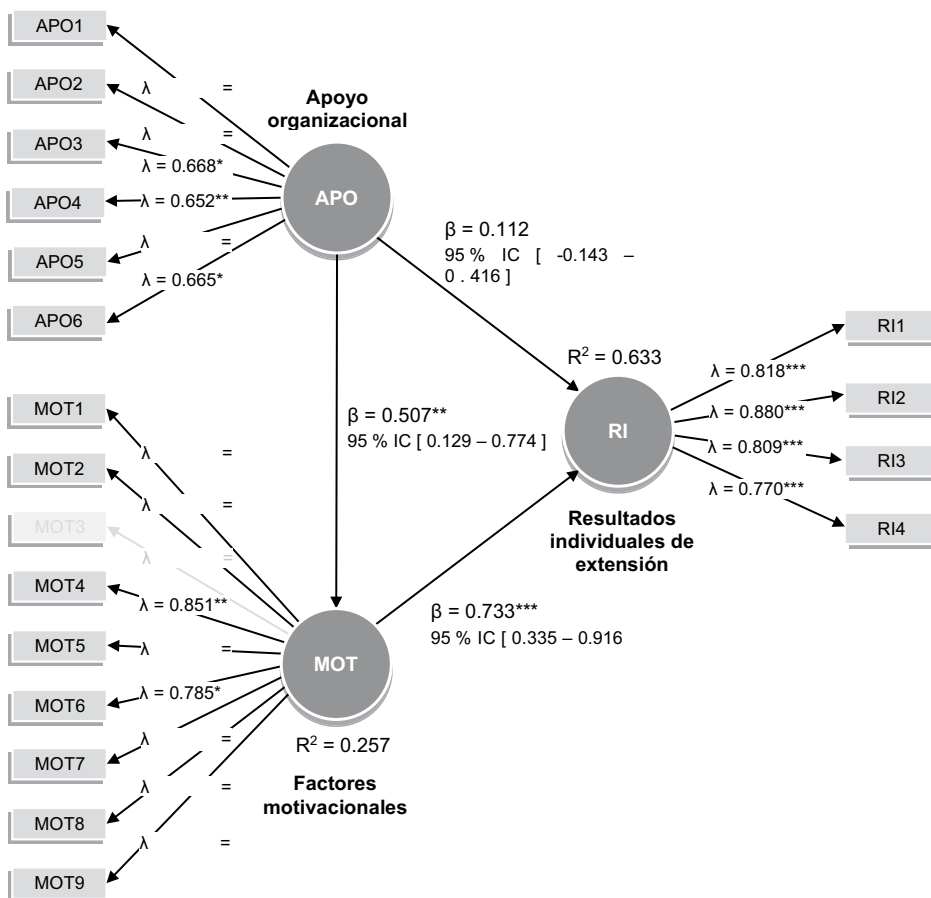 APO1
APO2
APO3
APO4
APO5
APO6
λ =
λ =
λ = 0.668*
λ = 0.652**
λ =
λ = 0.665*
Apoyo
organizacional
APO
β = 0.112
95 % IC [ -0.143 –
0 . 416 ]
β = 0.507**
95 % IC [ 0.129 – 0.774 ]
R² = 0.633
RI
Resultados
individuales de
extensión
λ = 0.818***
λ = 0.880***
λ = 0.809***
λ = 0.770***
RI1
RI2
RI3
RI4
MOT1
MOT2
MOT3
MOT4
MOT5
MOT6
MOT7
MOT8
MOT9
λ =
λ =
λ =
λ = 0.851**
λ =
λ = 0.785*
λ =
λ =
λ =
MOT
β = 0.733***
95 % IC [ 0.335 – 0.916
R² = 0.257
Factores
motivacionales